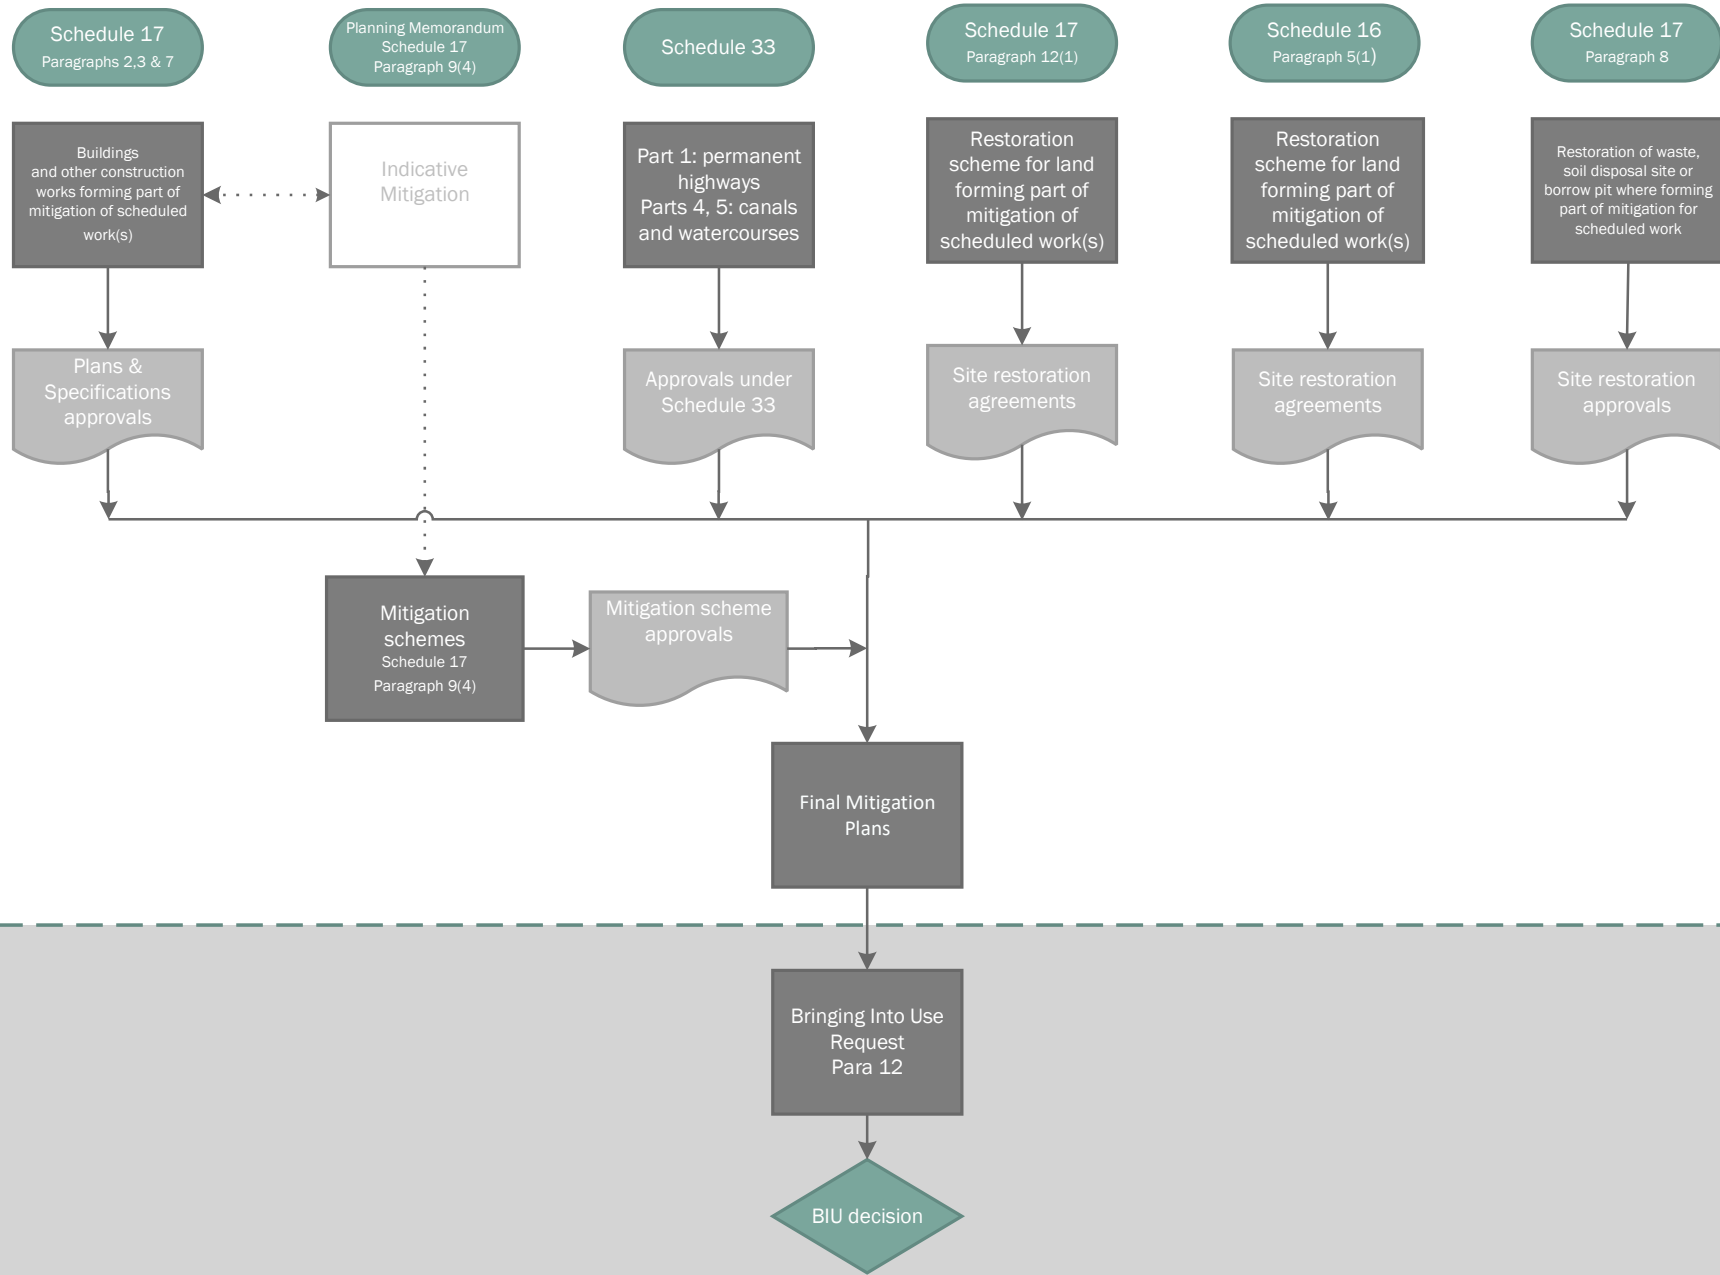 Schedule 17
Paragraphs 2,3 & 7
Planning Memorandum
Schedule 17
Paragraph 9(4)
Schedule 33
Schedule 17
Paragraph 12(1)
Schedule 16
Paragraph 5(1)
Schedule 17
Paragraph 8
Buildings
and other construction
works forming part of
mitigation of scheduled
work(s)
Indicative
Mitigation
Part 1: permanent
highways
Parts 4, 5: canals
and watercourses
Restoration
scheme for land
forming part of
mitigation of
scheduled work(s)
Restoration
scheme for land
forming part of
mitigation of
scheduled work(s)
Restoration of waste,
soil disposal site or
borrow pit where forming
part of mitigation for
scheduled work
Plans &
Specifications
approvals
Approvals under
Schedule 33
Site restoration
agreements
Site restoration
agreements
Site restoration
approvals
Mitigation
schemes
Schedule 17
Paragraph 9(4)
Mitigation scheme
approvals
Final Mitigation
Plans
Bringing Into Use
Request
Para 12
BIU decision